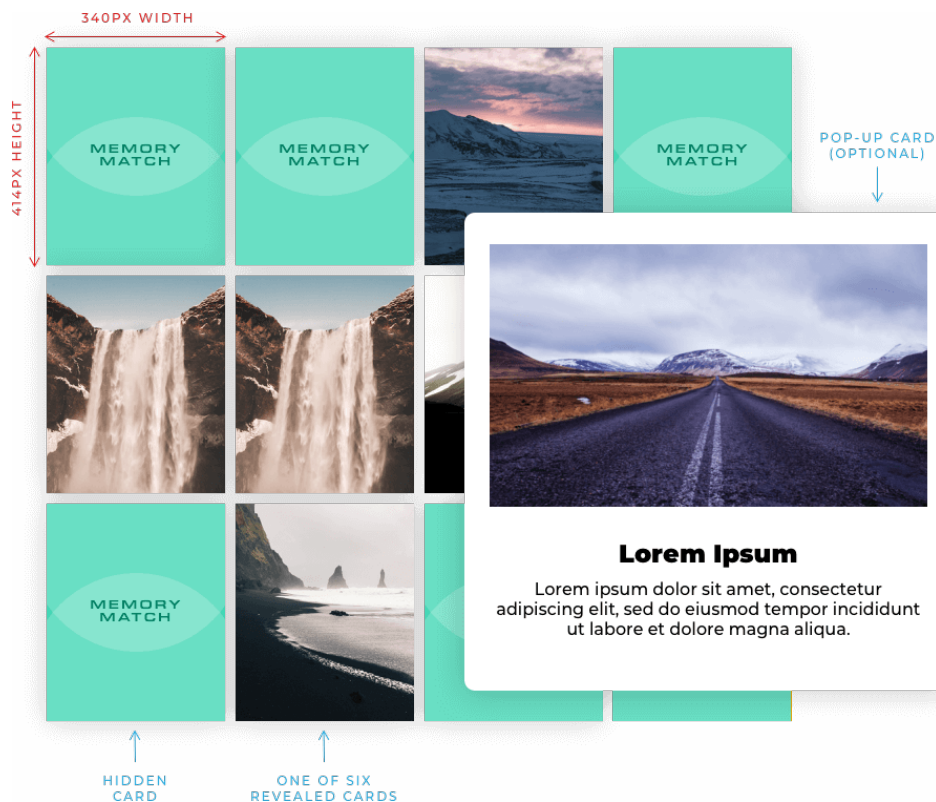 340PX WIDTH
414PX HEIGHT
MEMORY
MATCH
MEMORY
MATCH
MEMORY
MATCH
POP-UP CARD
(OPTIONAL)
Lorem Ipsum
Lorem ipsum dolor sit amet, consectetur
adipiscing elit, sed do eiusmod tempor incididunt
ut labore et dolore magna aliqua.
MEMORY
MATCH
HIDDEN
CARD
ONE OF SIX
REVEALED CARDS